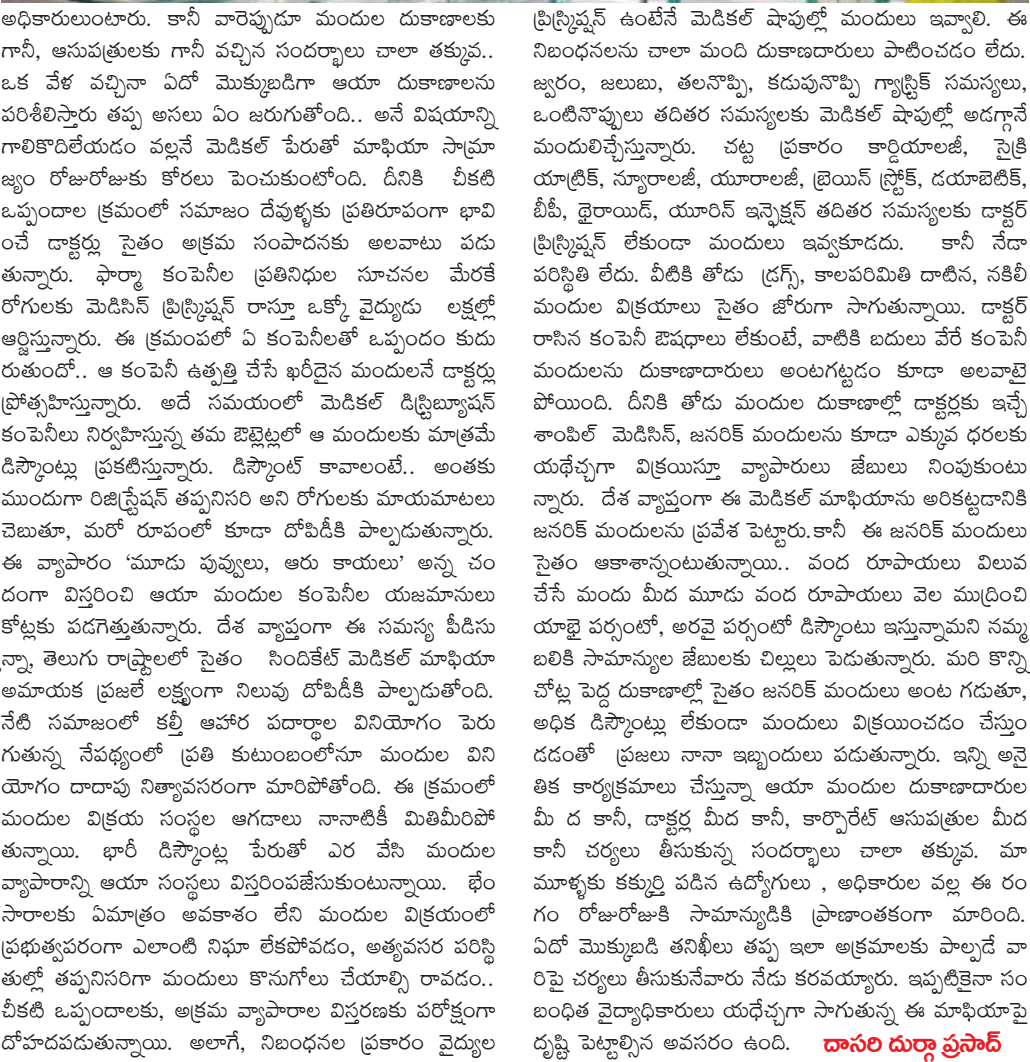 అధికారులుంటారు. కానీ వారెప్పుడూ మందుల దుకాణాలకు
గానీ, ఆసుపత్రులకు గానీ వచ్చిన సందర్భాలు చాలా తక్కువ..
ఒక వేళ వచ్చినా ఏదో మొక్కుబడిగా ఆయా దుకాణాలను
పరిశీలిస్తారు తప్ప అసలు ఏం జరుగుతోంది.. అనే విషయాన్ని
గాలికొదిలేయడం వల్లనే మెడికల్ పేరుతో మాఫియా సామ్రా
జ్యం రోజురోజుకు కోరలు పెంచుకుంటోంది. దీనికి చీకటి
ఒప్పందాల క్రమంలో సమాజం దేవుళ్ళకు ప్రతిరూపంగా భావి
ంచే డాక్టర్లు సైతం అక్రమ సంపాదనకు అలవాటు పడు
తున్నారు. ఫార్మా కంపెనీల ప్రతినిధుల సూచనల మేరకే
రోగులకు మెడిసిన్ ప్రిస్క్రిప్షన్ రాస్తూ ఒక్కో వైద్యుడు లక్షల్లో
ఆర్జిస్తున్నారు. ఈ క్రమంపలో ఏ కంపెనీలతో ఒప్పందం కుదు
రుతుందో.. ఆ కంపెనీ ఉత్పత్తి చేసే ఖరీదైన మందులనే డాక్టర్లు
ప్రోత్సహిస్తున్నారు. అదే సమయంలో మెడికల్ డిస్ట్రిబ్యూషన్
కంపెనీలు నిర్వహిస్తున్న తమ ఔట్లెట్లలో ఆ మందులకు మాత్రమే
డిస్కౌంట్లు ప్రకటిస్తున్నారు. డిస్కౌంట్ కావాలంటే.. అంతకు
ముందుగా రిజిస్ట్రేషన్ తప్పనిసరి అని రోగులకు మాయమాటలు
చెబుతూ, మరో రూపంలో కూడా దోపిడీకి పాల్పడుతున్నారు.
ఈ వ్యాపారం ‘మూడు పువ్వులు, ఆరు కాయలు’ అన్న చం
దంగా విస్తరించి ఆయా మందుల కంపెనీల యజమానులు
కోట్లకు పడగెత్తుతున్నారు. దేశ వ్యాప్తంగా ఈ సమస్య పీడిసు
న్నా, తెలుగు రాష్ట్రాలలో సైతం సిండికేట్ మెడికల్ మాఫియా
అమాయక ప్రజలే లక్ష్యంగా నిలువు దోపిడీకి పాల్పడుతోంది.
నేటి సమాజంలో కల్తీ ఆహార పదార్థాల వినియోగం పెరు
గుతున్న నేపథ్యంలో ప్రతి కుటుంబంలోనూ మందుల విని
యోగం దాదాపు నిత్యావసరంగా మారిపోతోంది. ఈ క్రమంలో
మందుల విక్రయ సంస్థల ఆగడాలు నానాటికీ మితిమీరిపో
తున్నాయి. భారీ డిస్కౌంట్ల పేరుతో ఎర వేసి మందుల
వ్యాపారాన్ని ఆయా సంస్థలు విస్తరింపజేసుకుంటున్నాయి. భేం
సారాలకు ఏమాత్రం అవకాశం లేని మందుల విక్రయంలో
ప్రభుత్వపరంగా ఎలాంటి నిఘా లేకపోవడం, అత్యవసర పరిస్థి
తుల్లో తప్పనిసరిగా మందులు కొనుగోలు చేయాల్సి రావడం..
చీకటి ఒప్పందాలకు, అక్రమ వ్యాపారాల విస్తరణకు పరోక్షంగా
దోహదపడుతున్నాయి. అలాగే, నిబంధనల ప్రకారం వైద్యుల
ప్రిస్క్రిప్షన్ ఉంటేనే మెడికల్ షాపుల్లో మందులు ఇవ్వాలి. ఈ
నిబంధనలను చాలా మంది దుకాణదారులు పాటించడం లేదు.
జ్వరం, జలుబు, తలనొప్పి, కడుపునొప్పి గ్యాస్ట్రిక్ సమస్యలు,
ఒంటినొప్పులు తదితర సమస్యలకు మెడికల్ షాపుల్లో అడగ్గానే
మందులిచ్చేస్తున్నారు. చట్ట ప్రకారం కార్డియాలజీ, సైక్రి
యాట్రిక్, న్యూరాలజీ, యూరాలజీ, బ్రెయిన్ స్ట్రోక్, డయాబెటిక్,
బీపీ, థైరాయిడ్, యూరిన్ ఇన్ఫెక్షన్ తదితర సమస్యలకు డాక్టర్
ప్రిస్క్రిప్షన్ లేకుండా మందులు ఇవ్వకూడదు. కానీ నేడా
పరిస్థితి లేదు. వీటికి తోడు డ్రగ్స్, కాలపరిమితి దాటిన, నకిలీ
మందుల విక్రయాలు సైతం జోరుగా సాగుతున్నాయి. డాక్టర్
రాసిన కంపెనీ ఔషధాలు లేకుంటే, వాటికి బదులు వేరే కంపెనీ
మందులను దుకాణాదారులు అంటగట్టడం కూడా అలవాటై
పోయింది. దీనికి తోడు మందుల దుకాణాల్లో డాక్టర్లకు ఇచ్చే
శాంపిల్ మెడిసిన్, జనరిక్ మందులను కూడా ఎక్కువ ధరలకు
యథేచ్ఛగా విక్రయిస్తూ వ్యాపారులు జేబులు నింపుకుంటు
న్నారు. దేశ వ్యాప్తంగా ఈ మెడికల్ మాఫియాను అరికట్టడానికి
జనరిక్ మందులను ప్రవేశ పెట్టారు.కానీ ఈ జనరిక్ మందులు
సైతం ఆకాశాన్నంటుతున్నాయి.. వంద రూపాయలు విలువ
చేసే మందు మీద మూడు వంద రూపాయలు వెల ముద్రించి
యాభై పర్సంటో, అరవై పర్సంటో డిస్కౌంటు ఇస్తున్నామని నమ్మ
బలికి సామాన్యుల జేబులకు చిల్లులు పెడుతున్నారు. మరి కొన్ని
చోట్ల పెద్ద దుకాణాల్లో సైతం జనరిక్ మందులు అంట గడుతూ,
అధిక డిస్కౌంట్లు లేకుండా మందులు విక్రయించడం చేస్తుం
డడంతో ప్రజలు నానా ఇబ్బందులు పడుతున్నారు. ఇన్ని అనై
తిక కార్యక్రమాలు చేస్తున్నా ఆయా మందుల దుకాణాదారుల
మీ ద కానీ, డాక్టర్ల మీద కానీ, కార్పొరేట్ ఆసుపత్రుల మీద
కానీ చర్యలు తీసుకున్న సందర్భాలు చాలా తక్కువ. మా
మూళ్ళకు కక్కుర్తి పడిన ఉద్యోగులు , అధికారుల వల్ల ఈ రం
గం రోజురోజుకి సామాన్యుడికి ప్రాణాంతకంగా మారింది.
ఏదో మొక్కుబడి తనిఖీలు తప్ప ఇలా అక్రమాలకు పాల్పడే వా
రిపై చర్యలు తీసుకునేవారు నేడు కరవయ్యారు. ఇప్పటికైనా సం
బంధిత వైద్యాధికారులు యధేచ్ఛగా సాగుతున్న ఈ మాఫియాపై
దృష్టి పెట్టాల్సిన అవసరం ఉంది. దాసరి దుర్గా ప్రసాద్